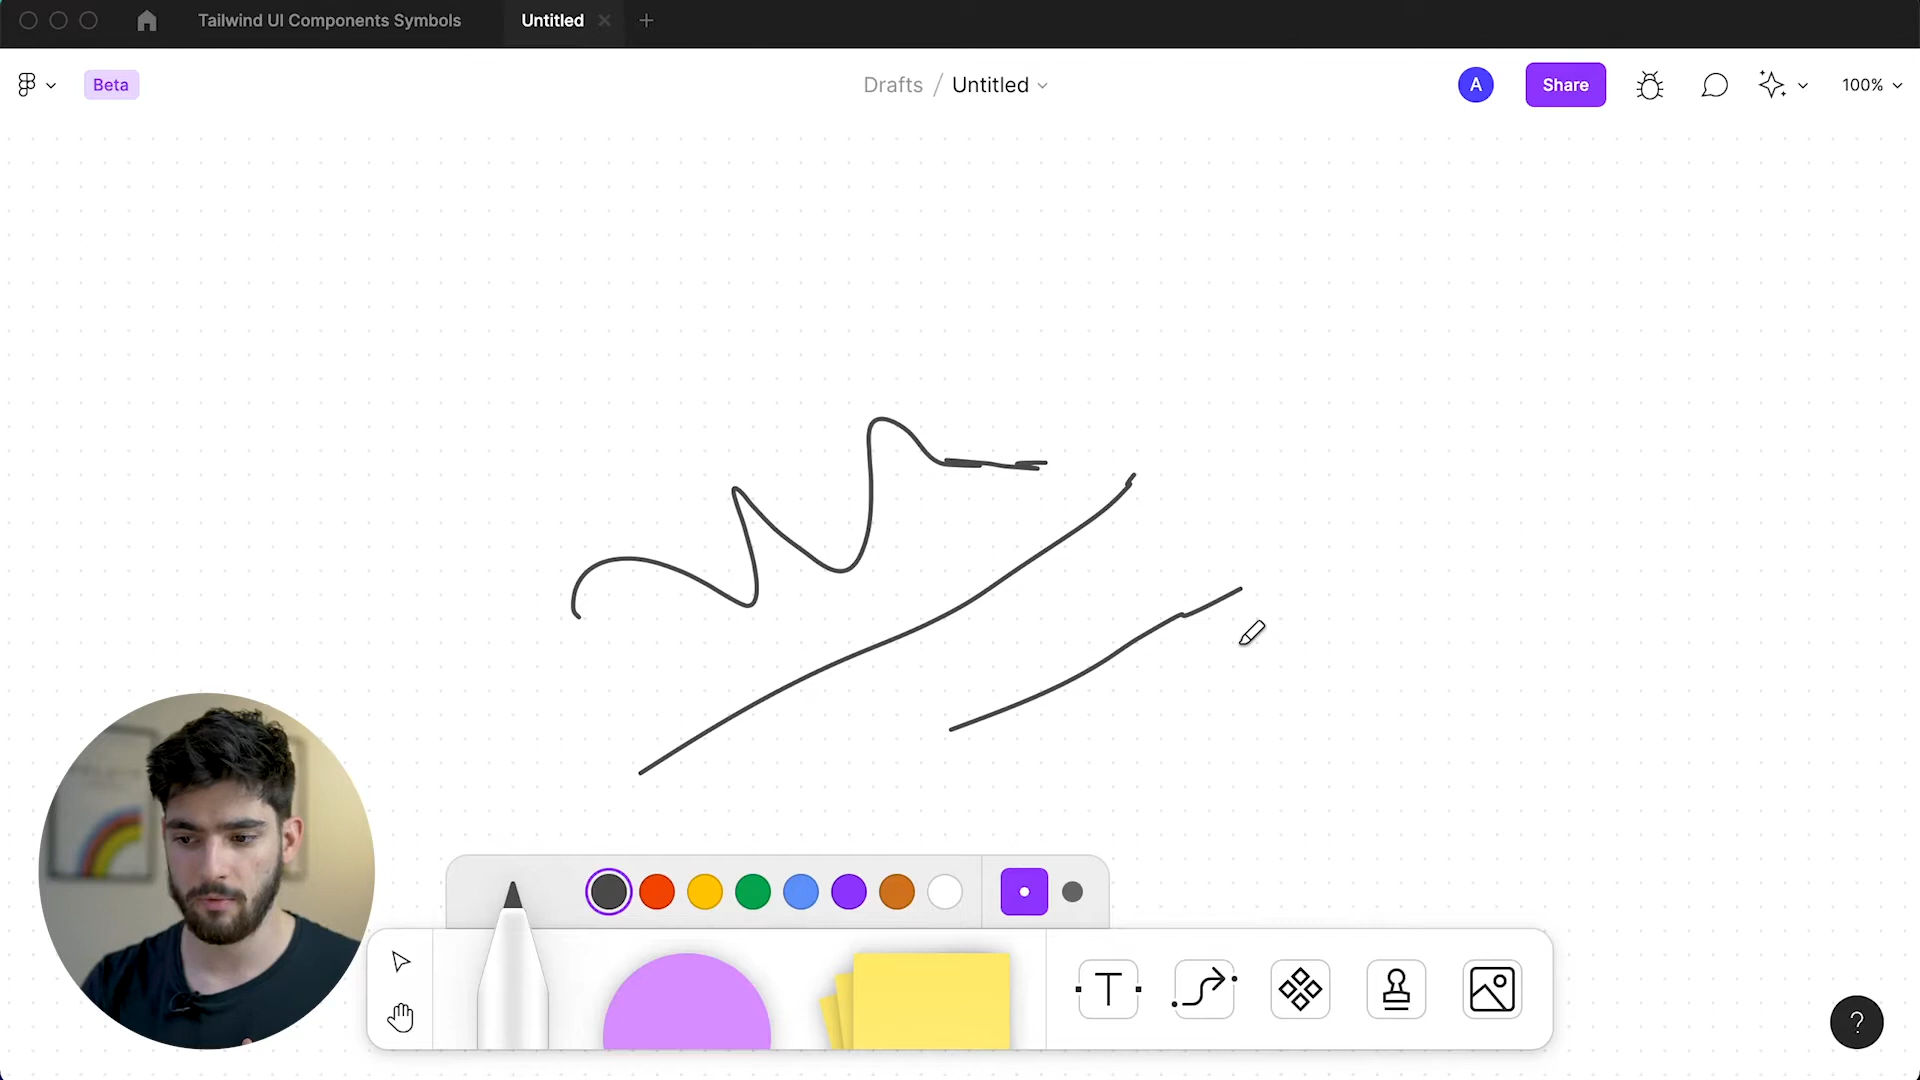 Tailwind UI Components Symbols
Untitled
Beta
Drafts / Untitled
A
Share
100%
T
?